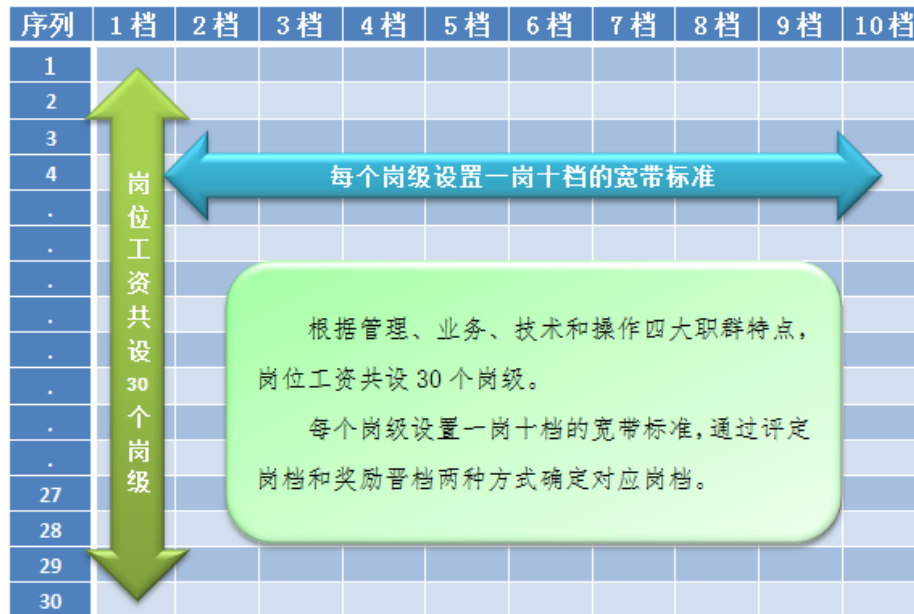 序列 1档 2档 3档 4档 5档 6档 7档 8档 9档 10档
1
2
3
4
.
.
.
.
.
.
.
.
27
28
29
30
岗位工资共设30个岗级
每个岗级设置一岗十档的宽带标准
根据管理、业务、技术和操作四大职群特点，
岗位工资共设30个岗级。
每个岗级设置一岗十档的宽带标准,通过评定
岗档和奖励晋档两种方式确定对应岗档。